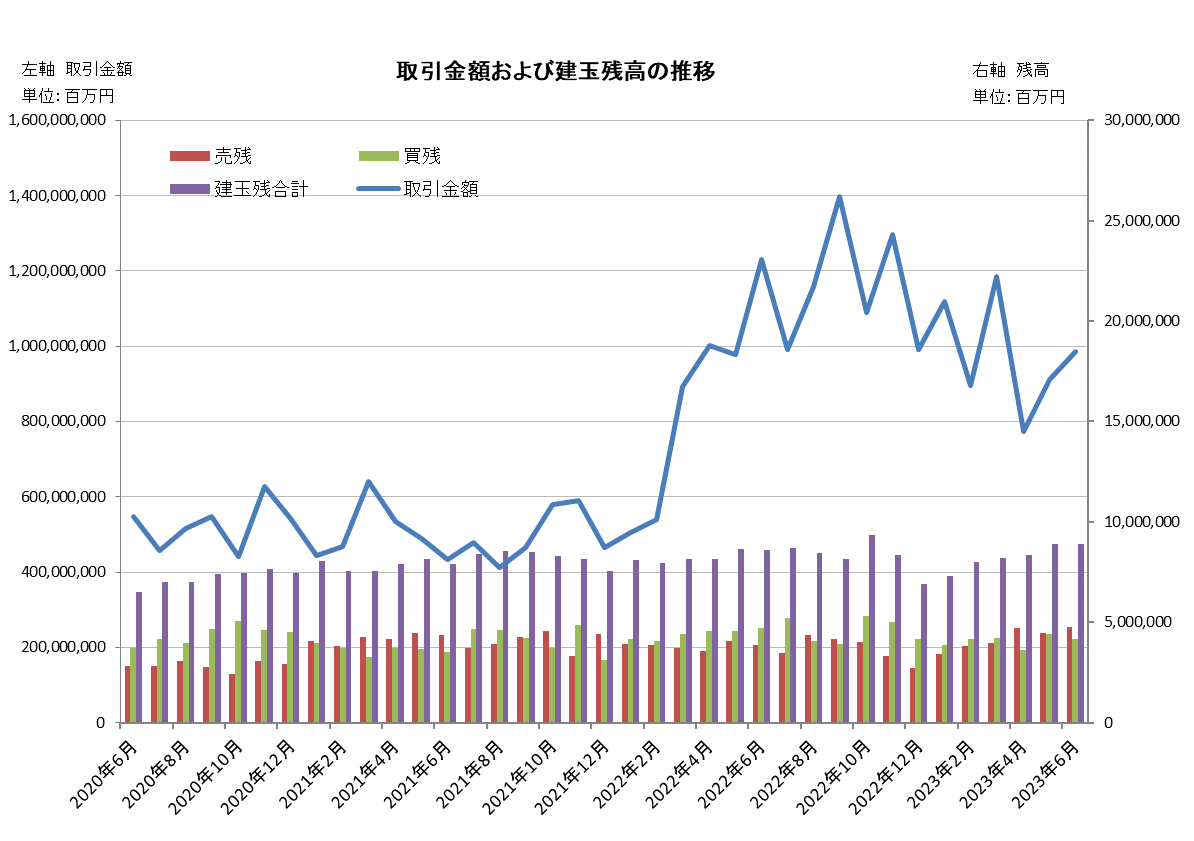 取引金額および建玉残高の推移
左軸 取引金額
単位: 百万円
右軸 残高
単位: 百万円
売残
買残
建玉残合計
取引金額
1,600,000,000
1,400,000,000
1,200,000,000
1,000,000,000
800,000,000
600,000,000
400,000,000
200,000,000
0
30,000,000
25,000,000
20,000,000
15,000,000
10,000,000
5,000,000
0
2020年6月
2020年8月
2020年10月
2020年12月
2021年2月
2021年4月
2021年6月
2021年8月
2021年10月
2021年12月
2022年2月
2022年4月
2022年6月
2022年8月
2022年10月
2022年12月
2023年2月
2023年4月
2023年6月